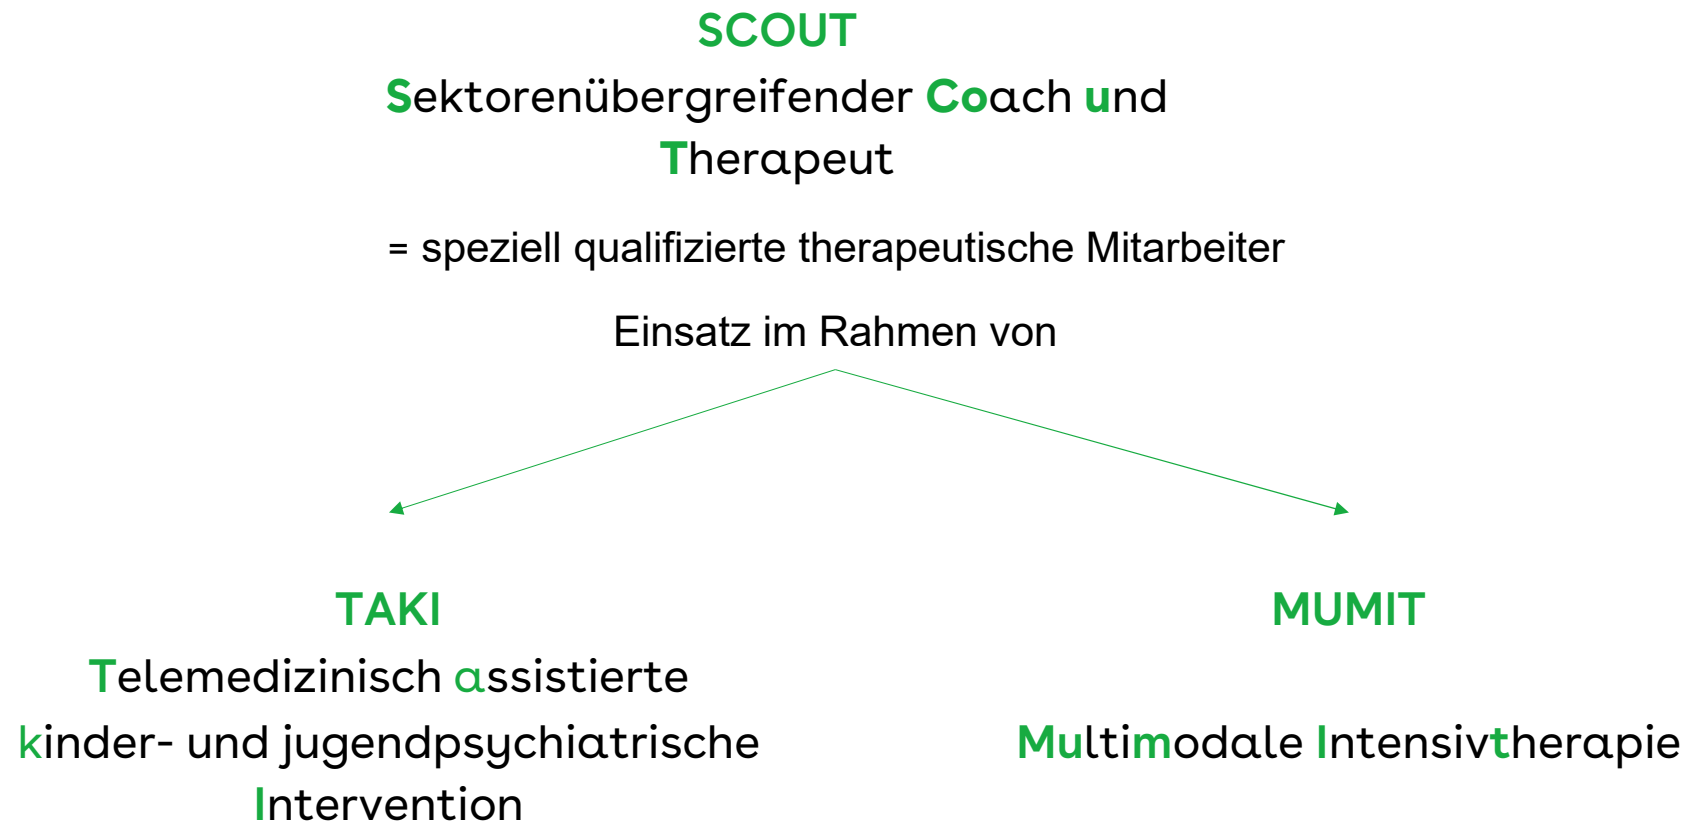 SCOUT
Sektorenübergreifender Coach und
Therapeut
= speziell qualifizierte therapeutische Mitarbeiter
Einsatz im Rahmen von
TAKI
Telemedizinisch assistierte
kinder- und jugendpsychiatrische
Intervention
MUMIT
Multimodale Intensivtherapie